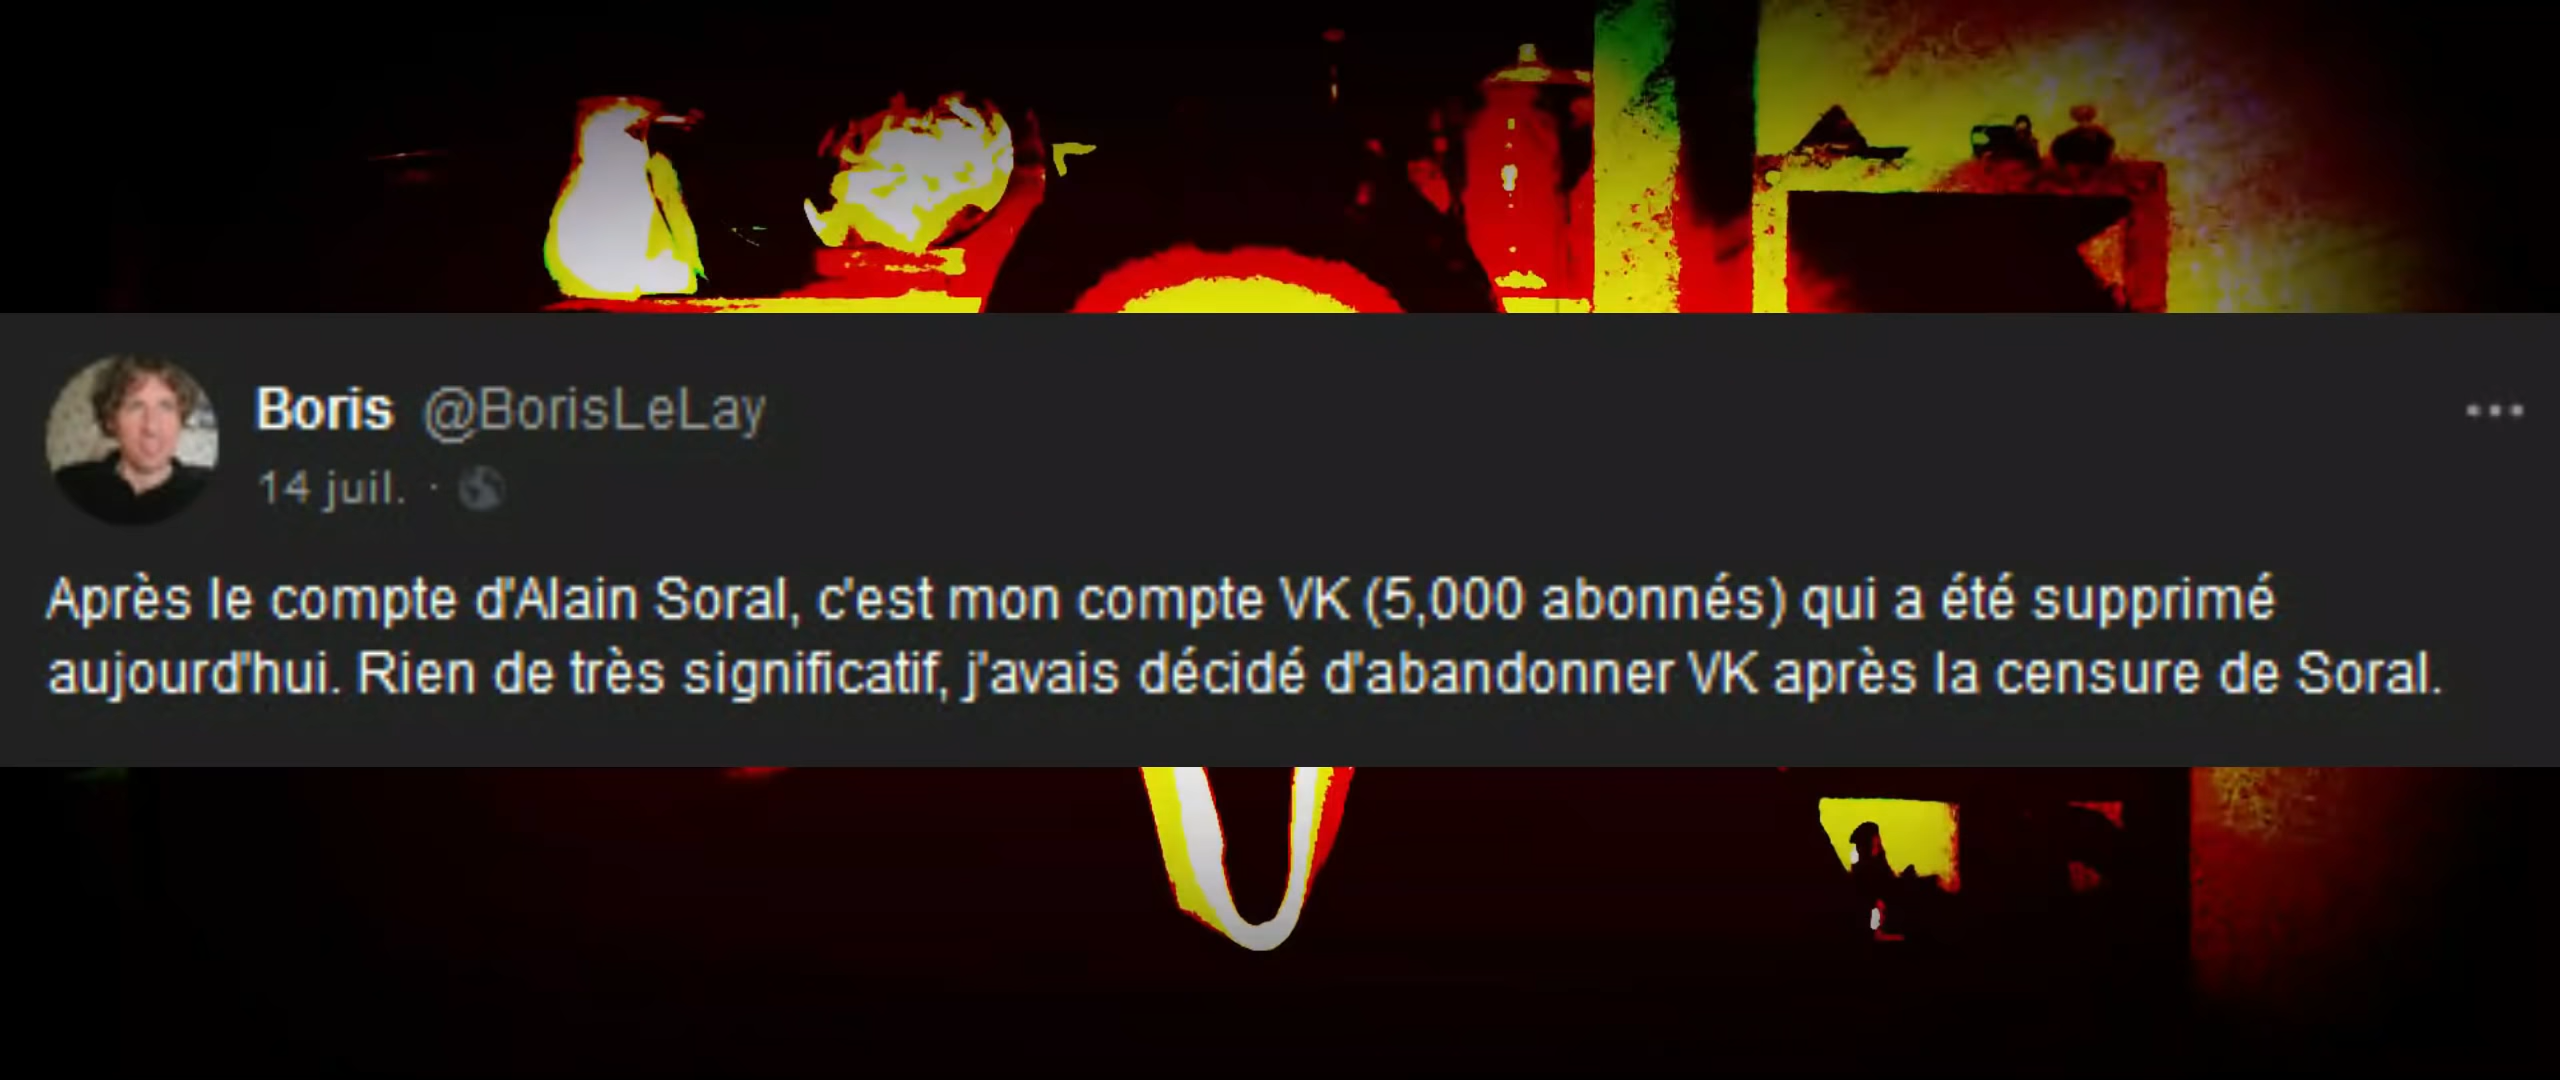 Boris @BorisLeLay
14 juil. ·
Après le compte d'Alain Soral, c'est mon compte VK (5,000 abonnés) qui a été supprimé
aujourd'hui. Rien de très significatif, j'avais décidé d'abandonner VK après la censure de Soral.